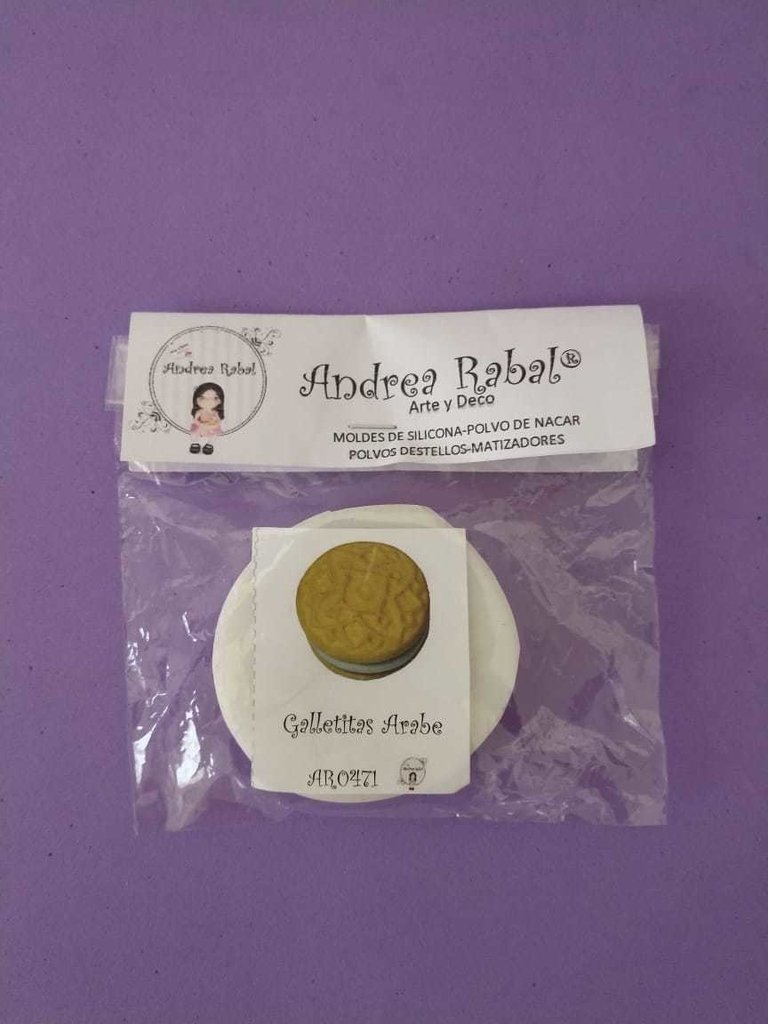 Andrea Rabal
Andrea Rabal®
Arte y Deco
MOLDES DE SILICONA-POLVO DE NACAR
POLVOS DESTELLOS-MATIZADORES
Galletitas Arabe
AR0471